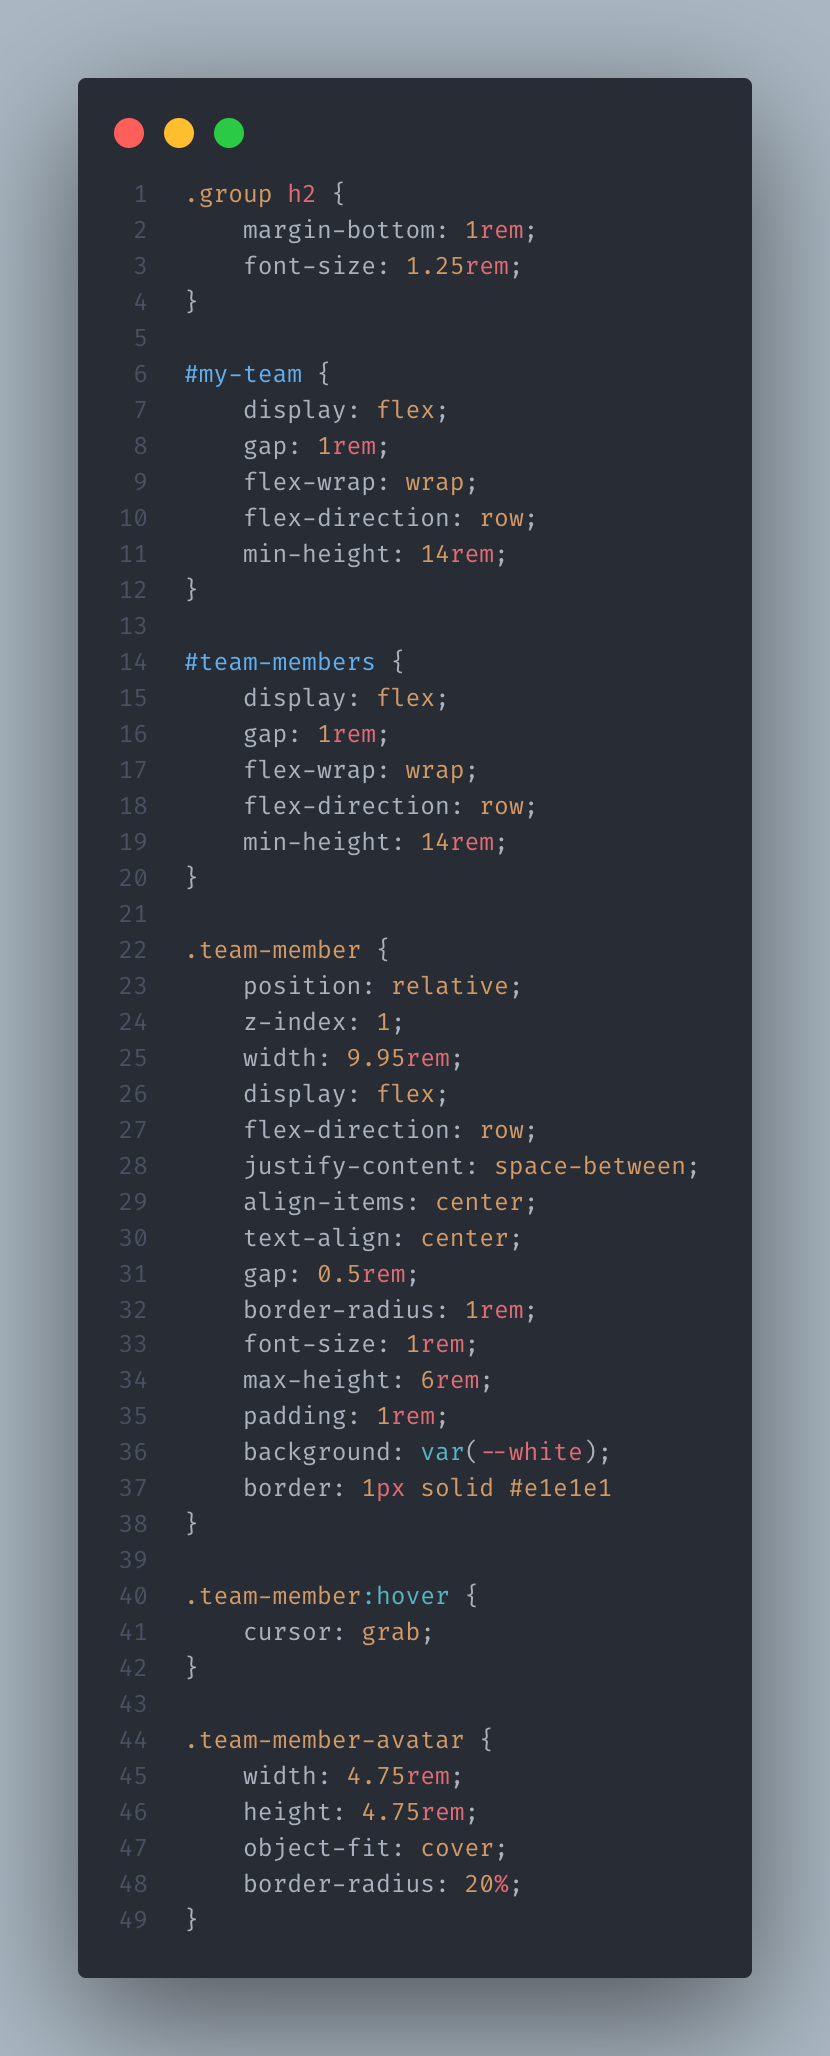 1 .group h2 {
2     margin-bottom: 1rem;
3     font-size: 1.25rem;
4 }
5
6 #my-team {
7     display: flex;
8     gap: 1rem;
9     flex-wrap: wrap;
10     flex-direction: row;
11     min-height: 14rem;
12 }
13
14 #team-members {
15     display: flex;
16     gap: 1rem;
17     flex-wrap: wrap;
18     flex-direction: row;
19     min-height: 14rem;
20 }
21
22 .team-member {
23     position: relative;
24     z-index: 1;
25     width: 9.95rem;
26     display: flex;
27     flex-direction: row;
28     justify-content: space-between;
29     align-items: center;
30     text-align: center;
31     gap: 0.5rem;
32     border-radius: 1rem;
33     font-size: 1rem;
34     max-height: 6rem;
35     padding: 1rem;
36     background: var(--white);
37     border: 1px solid #e1e1e1
38 }
39
40 .team-member:hover {
41     cursor: grab;
42 }
43
44 .team-member-avatar {
45     width: 4.75rem;
46     height: 4.75rem;
47     object-fit: cover;
48     border-radius: 20%;
49 }